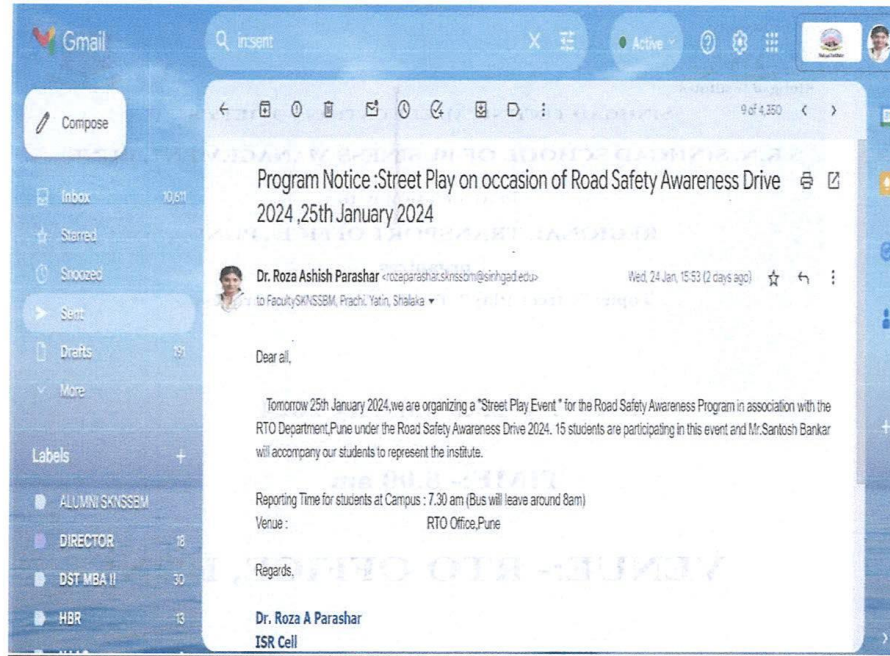 Gmail
in:sent
Active
Compose
9 of 4,350
Inbox 10,611
Starred
Snoozed
Sent
Drafts 191
More
Labels
ALUMNI SKNSSBM
DIRECTOR 18
DST MBA II 30
HBR 13
Program Notice :Street Play on occasion of Road Safety Awareness Drive
2024 ,25th January 2024
Dr. Roza Ashish Parashar <rozaparashar.sknssbm@sinhgad.edu> Wed, 24 Jan, 15:53 (2 days ago)
to FacultySKNSSBM, Prachi, Yatin, Shalaka
Dear all,
Tomorrow 25th January 2024,we are organizing a "Street Play Event " for the Road Safety Awareness Program in association with the
RTO Department,Pune under the Road Safety Awareness Drive 2024. 15 students are participating in this event and Mr.Santosh Bankar
will accompany our students to represent the institute.
Reporting Time for students at Campus : 7.30 am (Bus will leave around 8am)
Venue : RTO Office,Pune
Regards,
Dr. Roza A Parashar
ISR Cell